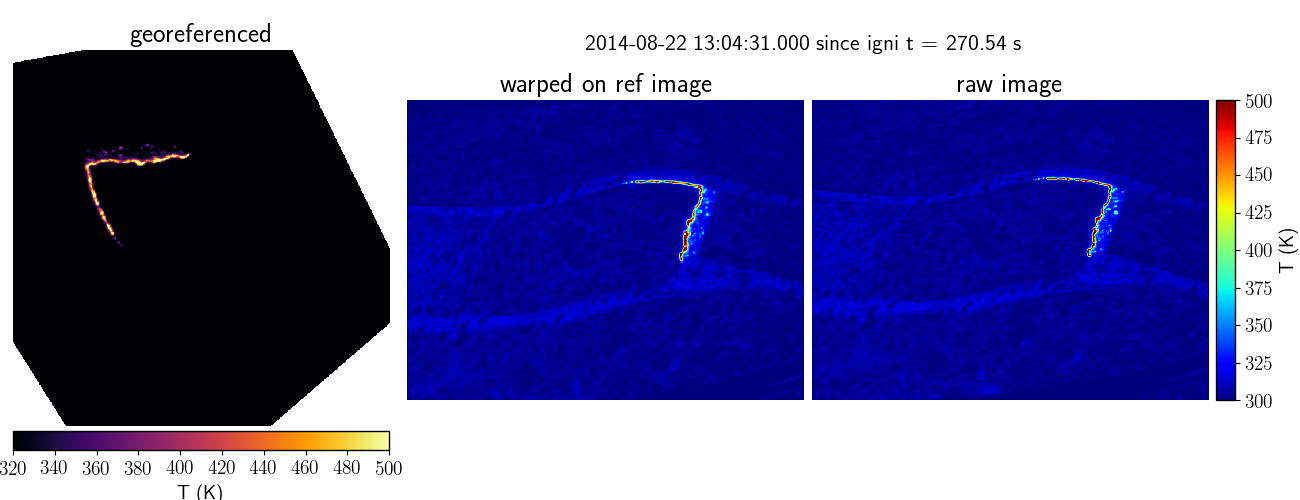 georeferenced
2014-08-22 13:04:31.000 since igni t = 270.54 s
warped on ref image
raw image
500
475
450
425
400
375
350
325
300
T (K)
320 340 360 380 400 420 440 460 480 500
T (K)